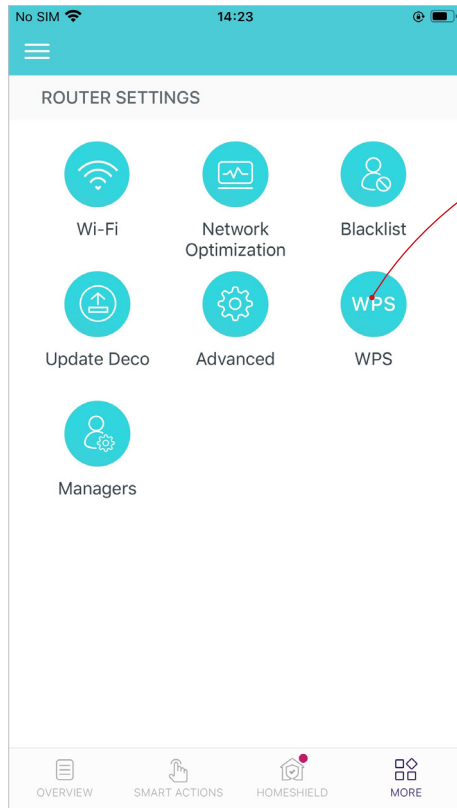 No SIM 14:23
ROUTER SETTINGS
Wi-Fi
Network
Optimization
Blacklist
WPS
Update Deco
Advanced
WPS
Managers
OVERVIEW
SMART ACTIONS
HOMESHIELD
MORE